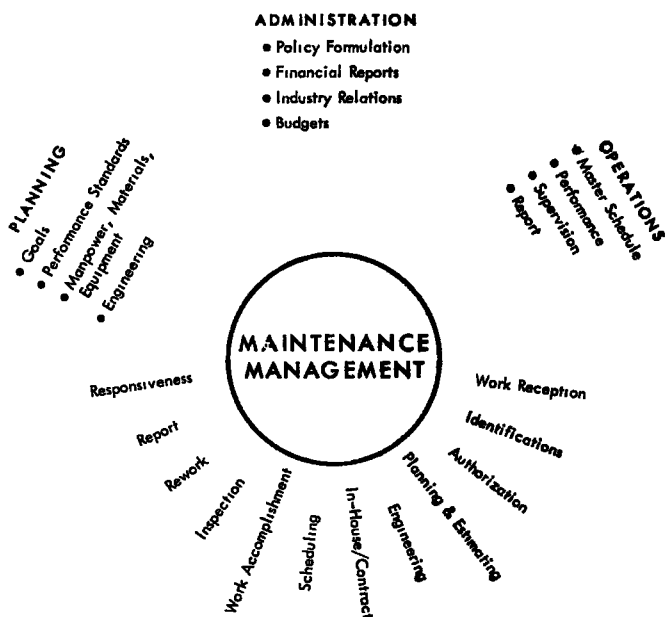 ADMINISTRATION
• Policy Formulation
• Financial Reports
• Industry Relations
• Budgets
PLANNING
• Goals
• Performance Standards
• Manpower, Materials,
Equipment
• Engineering
OPERATIONS
• Master Schedule
• Performance
• Supervision
• Report
MAINTENANCE
MANAGEMENT
Work Reception
Identifications
Authorization
Planning & Estimating
Engineering
In-House/Contract
Scheduling
Work Accomplishment
Inspection
Rework
Report
Responsiveness